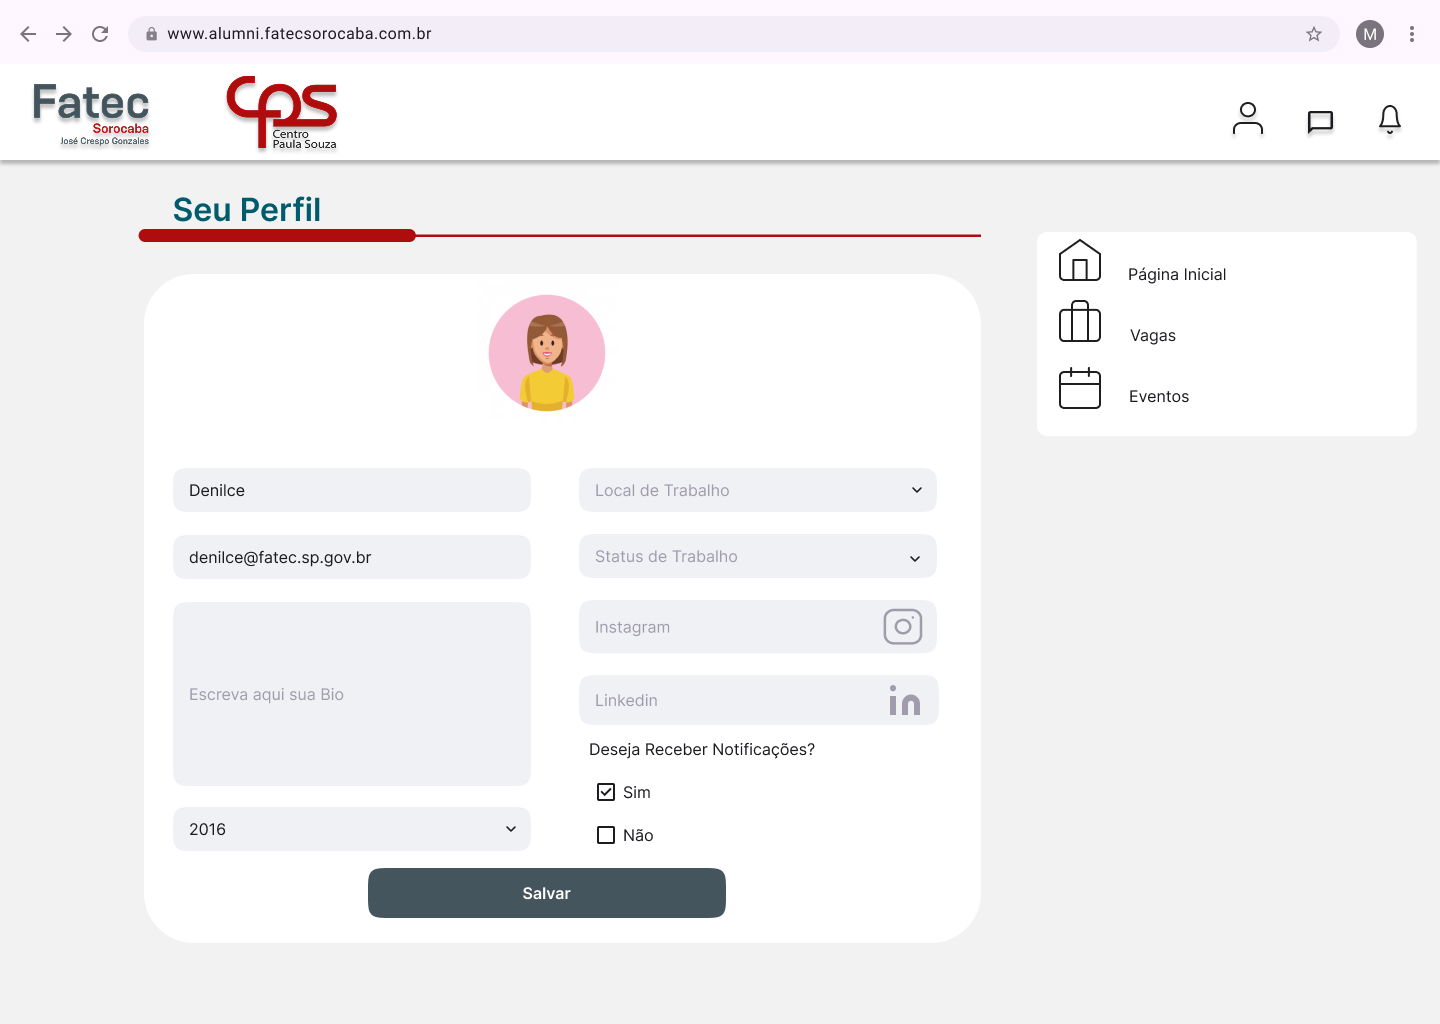 www.alumni.fatecsorocaba.com.br
M
Fatec
Sorocaba
José Crespo Gonzales
CPS
Centro
Paula Souza
Seu Perfil
Página Inicial
Vagas
Eventos
Denilce
denilce@fatec.sp.gov.br
Escreva aqui sua Bio
2016
Local de Trabalho
Status de Trabalho
Instagram
Linkedin
in
Deseja Receber Notificações?
Sim
Não
Salvar